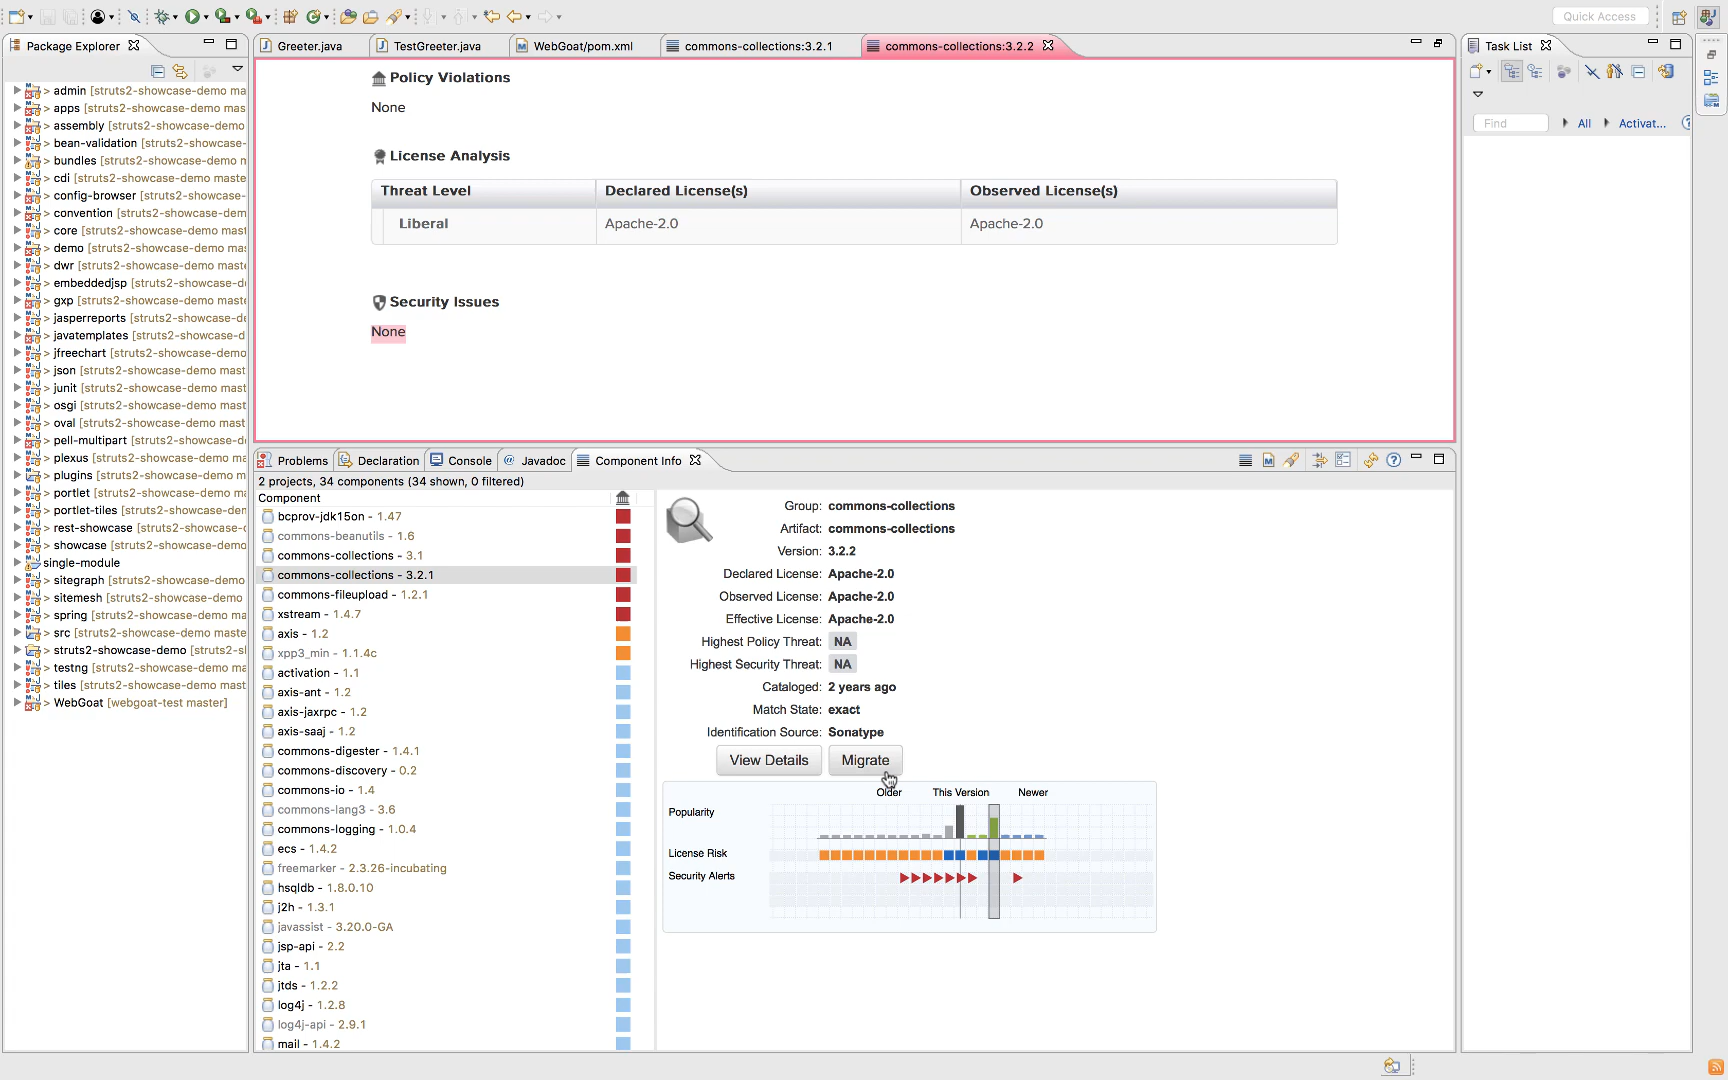 Quick Access
Package Explorer
Greeter.java
TestGreeter.java
WebGoat/pom.xml
commons-collections:3.2.1
commons-collections:3.2.2
Task List
Find
All
Activat...
> admin [struts2-showcase-demo ma
> apps [struts2-showcase-demo mas
> assembly [struts2-showcase-demo
> bean-validation [struts2-showcase-
> bundles [struts2-showcase-demo m
> cdi [struts2-showcase-demo maste
> config-browser [struts2-showcase-
> convention [struts2-showcase-dem
> core [struts2-showcase-demo mas
> demo [struts2-showcase-demo ma
> dwr [struts2-showcase-demo maste
> embeddedjsp [struts2-showcase-d
> gxp [struts2-showcase-demo mast
> jasperreports [struts2-showcase-de
> javatemplates [struts2-showcase-d
> jfreechart [struts2-showcase-demo
> json [struts2-showcase-demo mast
> junit [struts2-showcase-demo mast
> osgi [struts2-showcase-demo mast
> oval [struts2-showcase-demo mast
> pell-multipart [struts2-showcase-d
> plexus [struts2-showcase-demo ma
> plugins [struts2-showcase-demo m
> portlet [struts2-showcase-demo ma
> portlet-tiles [struts2-showcase-dem
> rest-showcase [struts2-showcase-d
> showcase [struts2-showcase-demo
single-module
> sitegraph [struts2-showcase-demo
> sitemesh [struts2-showcase-demo
> spring [struts2-showcase-demo ma
> src [struts2-showcase-demo maste
> struts2-showcase-demo [struts2-sh
> testng [struts2-showcase-demo ma
> tiles [struts2-showcase-demo mast
> WebGoat [webgoat-test master]
Policy Violations
None
License Analysis
Threat Level
Declared License(s)
Observed License(s)
Liberal
Apache-2.0
Apache-2.0
Security Issues
None
Problems
Declaration
Console
@ Javadoc
Component Info
2 projects, 34 components (34 shown, 0 filtered)
Component
bcprov-jdk15on - 1.47
commons-beanutils - 1.6
commons-collections - 3.1
commons-collections - 3.2.1
commons-fileupload - 1.2.1
xstream - 1.4.7
axis - 1.2
xpp3_min - 1.1.4c
activation - 1.1
axis-ant - 1.2
axis-jaxrpc - 1.2
axis-saaj - 1.2
commons-digester - 1.4.1
commons-discovery - 0.2
commons-io - 1.4
commons-lang3 - 3.6
commons-logging - 1.0.4
ecs - 1.4.2
freemarker - 2.3.26-incubating
hsqldb - 1.8.0.10
j2h - 1.3.1
javassist - 3.20.0-GA
jsp-api - 2.2
jta - 1.1
jtds - 1.2.2
log4j - 1.2.8
log4j-api - 2.9.1
mail - 1.4.2
Group: commons-collections
Artifact: commons-collections
Version: 3.2.2
Declared License: Apache-2.0
Observed License: Apache-2.0
Effective License: Apache-2.0
Highest Policy Threat: NA
Highest Security Threat: NA
Cataloged: 2 years ago
Match State: exact
Identification Source: Sonatype
View Details
Migrate
Older
This Version
Newer
Popularity
License Risk
Security Alerts